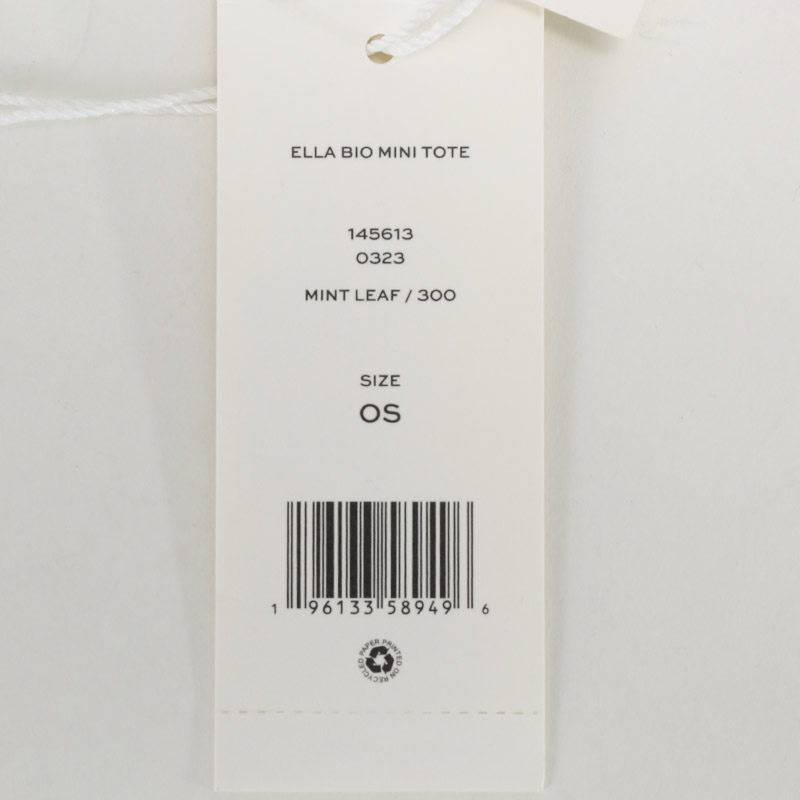 ELLA BIO MINI TOTE
145613
0323
MINT LEAF / 300
SIZE
OS
1 96133 58949 6
PRINTED ON RECYCLED PAPER